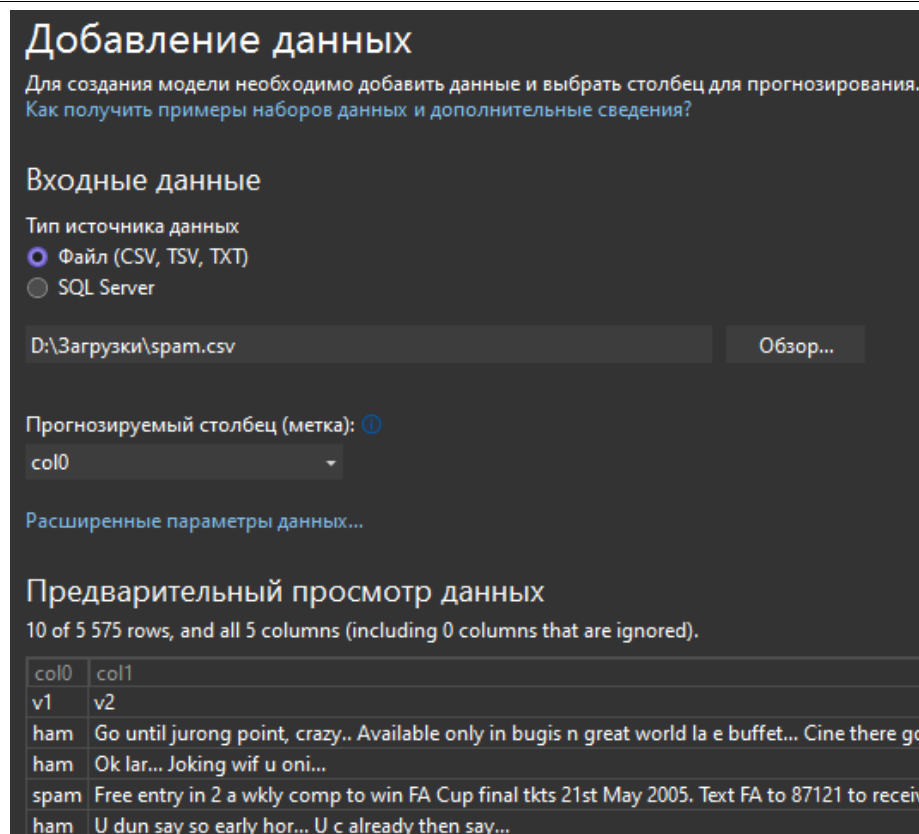 Добавление данных
Для создания модели необходимо добавить данные и выбрать столбец для прогнозирования.
Как получить примеры наборов данных и дополнительные сведения?
Входные данные
Тип источника данных
Файл (CSV, TSV, TXT)
SQL Server
D:\Загрузки\spam.csv Обзор...
Прогнозируемый столбец (метка):
col0
Расширенные параметры данных...
Предварительный просмотр данных
10 of 5 575 rows, and all 5 columns (including 0 columns that are ignored).
col0 col1
v1 v2
ham Go until jurong point, crazy.. Available only in bugis n great world la e buffet... Cine there go
ham Ok lar... Joking wif u oni...
spam Free entry in 2 a wkly comp to win FA Cup final tkts 21st May 2005. Text FA to 87121 to recei
ham U dun say so early hor... U c already then say...